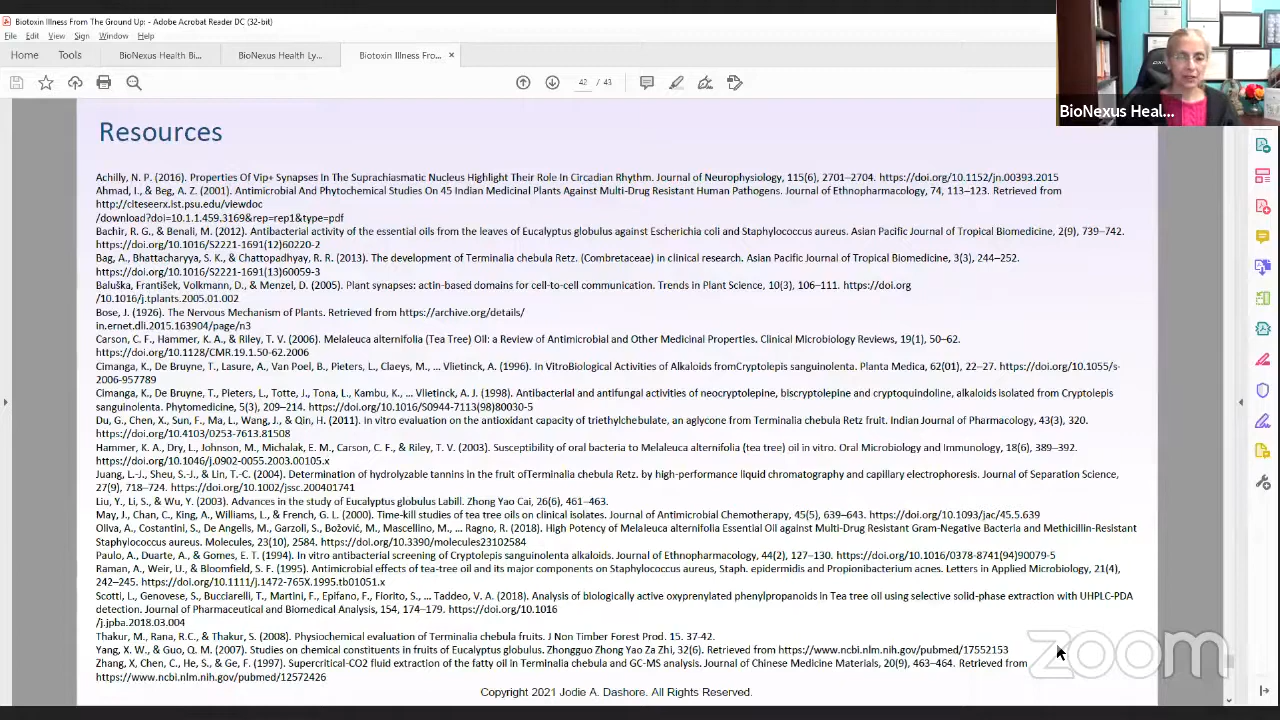 Biotoxin Illness From The Ground Up: - Adobe Acrobat Reader DC (32-bit)
File Edit View Sign Window Help
Home Tools BioNexus Health Bi... BioNexus Health Ly... Biotoxin Illness Fro... ×
42 / 43
BioNexus Heal...
Resources
Achilly, N. P. (2016). Properties Of Vip+ Synapses In The Suprachiasmatic Nucleus Highlight Their Role In Circadian Rhythm. Journal of Neurophysiology, 115(6), 2701–2704. https://doi.org/10.1152/jn.00393.2015
Ahmad, I., & Beg, A. Z. (2001). Antimicrobial And Phytochemical Studies On 45 Indian Medicinal Plants Against Multi-Drug Resistant Human Pathogens. Journal of Ethnopharmacology, 74, 113–123. Retrieved from
http://citeseerx.ist.psu.edu/viewdoc
/download?doi=10.1.1.459.3169&rep=rep1&type=pdf
Bachir, R. G., & Benali, M. (2012). Antibacterial activity of the essential oils from the leaves of Eucalyptus globulus against Escherichia coli and Staphylococcus aureus. Asian Pacific Journal of Tropical Biomedicine, 2(9), 739–742.
https://doi.org/10.1016/S2221-1691(12)60220-2
Bag, A., Bhattacharyya, S. K., & Chattopadhyay, R. R. (2013). The development of Terminalia chebula Retz. (Combretaceae) in clinical research. Asian Pacific Journal of Tropical Biomedicine, 3(3), 244–252.
https://doi.org/10.1016/S2221-1691(13)60059-3
Baluška, František, Volkmann, D., & Menzel, D. (2005). Plant synapses: actin-based domains for cell-to-cell communication. Trends in Plant Science, 10(3), 106–111. https://doi.org
/10.1016/j.tplants.2005.01.002
Bose, J. (1926). The Nervous Mechanism of Plants. Retrieved from https://archive.org/details/
in.ernet.dli.2015.163904/page/n3
Carson, C. F., Hammer, K. A., & Riley, T. V. (2006). Melaleuca alternifolia (Tea Tree) Oil: a Review of Antimicrobial and Other Medicinal Properties. Clinical Microbiology Reviews, 19(1), 50–62.
https://doi.org/10.1128/CMR.19.1.50-62.2006
Cimanga, K., De Bruyne, T., Lasure, A., Van Poel, B., Pieters, L., Claeys, M., … Vlietinck, A. (1996). In VitroBiological Activities of Alkaloids fromCryptolepis sanguinolenta. Planta Medica, 62(01), 22–27. https://doi.org/10.1055/s-
2006-957789
Cimanga, K., De Bruyne, T., Pieters, L., Totte, J., Tona, L., Kambu, K., … Vlietinck, A. J. (1998). Antibacterial and antifungal activities of neocryptolepine, biscryptolepine and cryptoquindoline, alkaloids isolated from Cryptolepis
sanguinolenta. Phytomedicine, 5(3), 209–214. https://doi.org/10.1016/S0944-7113(98)80030-5
Du, G., Chen, X., Sun, F., Ma, L., Wang, J., & Qin, H. (2011). In vitro evaluation on the antioxidant capacity of triethylchebulate, an aglycone from Terminalia chebula Retz fruit. Indian Journal of Pharmacology, 43(3), 320.
https://doi.org/10.4103/0253-7613.81508
Hammer, K. A., Dry, L., Johnson, M., Michalak, E. M., Carson, C. F., & Riley, T. V. (2003). Susceptibility of oral bacteria to Melaleuca alternifolia (tea tree) oil in vitro. Oral Microbiology and Immunology, 18(6), 389–392.
https://doi.org/10.1046/j.0902-0055.2003.00105.x
Juang, L.-J., Sheu, S.-J., & Lin, T.-C. (2004). Determination of hydrolyzable tannins in the fruit ofTerminalia chebula Retz. by high-performance liquid chromatography and capillary electrophoresis. Journal of Separation Science,
27(9), 718–724. https://doi.org/10.1002/jssc.200401741
Liu, Y., Li, S., & Wu, Y. (2003). Advances in the study of Eucalyptus globulus Labill. Zhong Yao Cai, 26(6), 461–463.
May, J., Chan, C., King, A., Williams, L., & French, G. L. (2000). Time-kill studies of tea tree oils on clinical isolates. Journal of Antimicrobial Chemotherapy, 45(5), 639–643. https://doi.org/10.1093/jac/45.5.639
Oliva, A., Costantini, S., De Angelis, M., Garzoli, S., Božović, M., Mascellino, M., … Ragno, R. (2018). High Potency of Melaleuca alternifolia Essential Oil against Multi-Drug Resistant Gram-Negative Bacteria and Methicillin-Resistant
Staphylococcus aureus. Molecules, 23(10), 2584. https://doi.org/10.3390/molecules23102584
Paulo, A., Duarte, A., & Gomes, E. T. (1994). In vitro antibacterial screening of Cryptolepis sanguinolenta alkaloids. Journal of Ethnopharmacology, 44(2), 127–130. https://doi.org/10.1016/0378-8741(94)90079-5
Raman, A., Weir, U., & Bloomfield, S. F. (1995). Antimicrobial effects of tea-tree oil and its major components on Staphylococcus aureus, Staph. epidermidis and Propionibacterium acnes. Letters in Applied Microbiology, 21(4),
242–245. https://doi.org/10.1111/j.1472-765X.1995.tb01051.x
Scotti, L., Genovese, S., Bucciarelli, T., Martini, F., Epifano, F., Fiorito, S., … Taddeo, V. A. (2018). Analysis of biologically active oxyprenylated phenylpropanoids in Tea tree oil using selective solid-phase extraction with UHPLC-PDA
detection. Journal of Pharmaceutical and Biomedical Analysis, 154, 174–179. https://doi.org/10.1016
/j.jpba.2018.03.004
Thakur, M., Rana, R.C., & Thakur, S. (2008). Physiochemical evaluation of Terminalia chebula fruits. J Non Timber Forest Prod. 15. 37-42.
Yang, X. W., & Guo, Q. M. (2007). Studies on chemical constituents in fruits of Eucalyptus globulus. Zhongguo Zhong Yao Za Zhi, 32(6). Retrieved from https://www.ncbi.nlm.nih.gov/pubmed/17552153
Zhang, X, Chen, C., He, S., & Ge, F. (1997). Supercritical-CO2 fluid extraction of the fatty oil in Terminalia chebula and GC-MS analysis. Journal of Chinese Medicine Materials, 20(9), 463–464. Retrieved from
https://www.ncbi.nlm.nih.gov/pubmed/12572426
zoom
Copyright 2021 Jodie A. Dashore. All Rights Reserved.